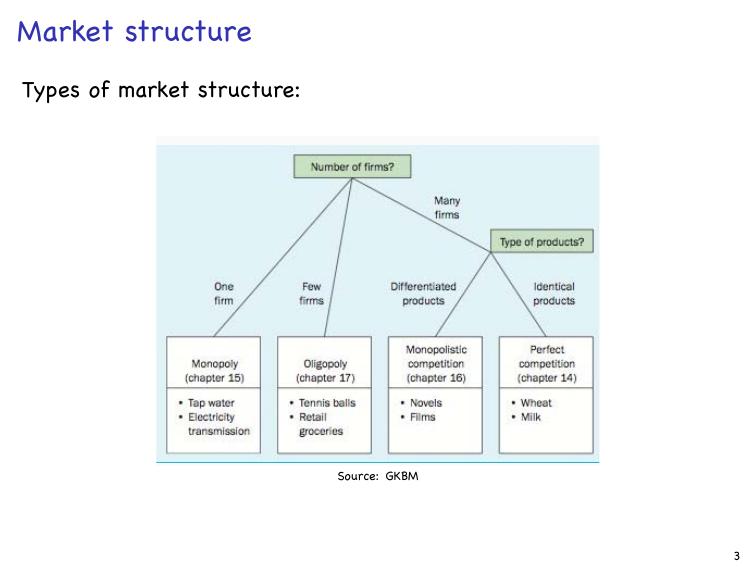 Market structure
Types of market structure:
Number of firms?
Many
firms
Type of products?
One
firm
Few
firms
Differentiated
products
Identical
products
Monopoly
(chapter 15)
• Tap water
• Electricity
transmission
Oligopoly
(chapter 17)
• Tennis balls
• Retail
groceries
Monopolistic
competition
(chapter 16)
• Novels
• Films
Perfect
competition
(chapter 14)
• Wheat
• Milk
Source: GKBM
3